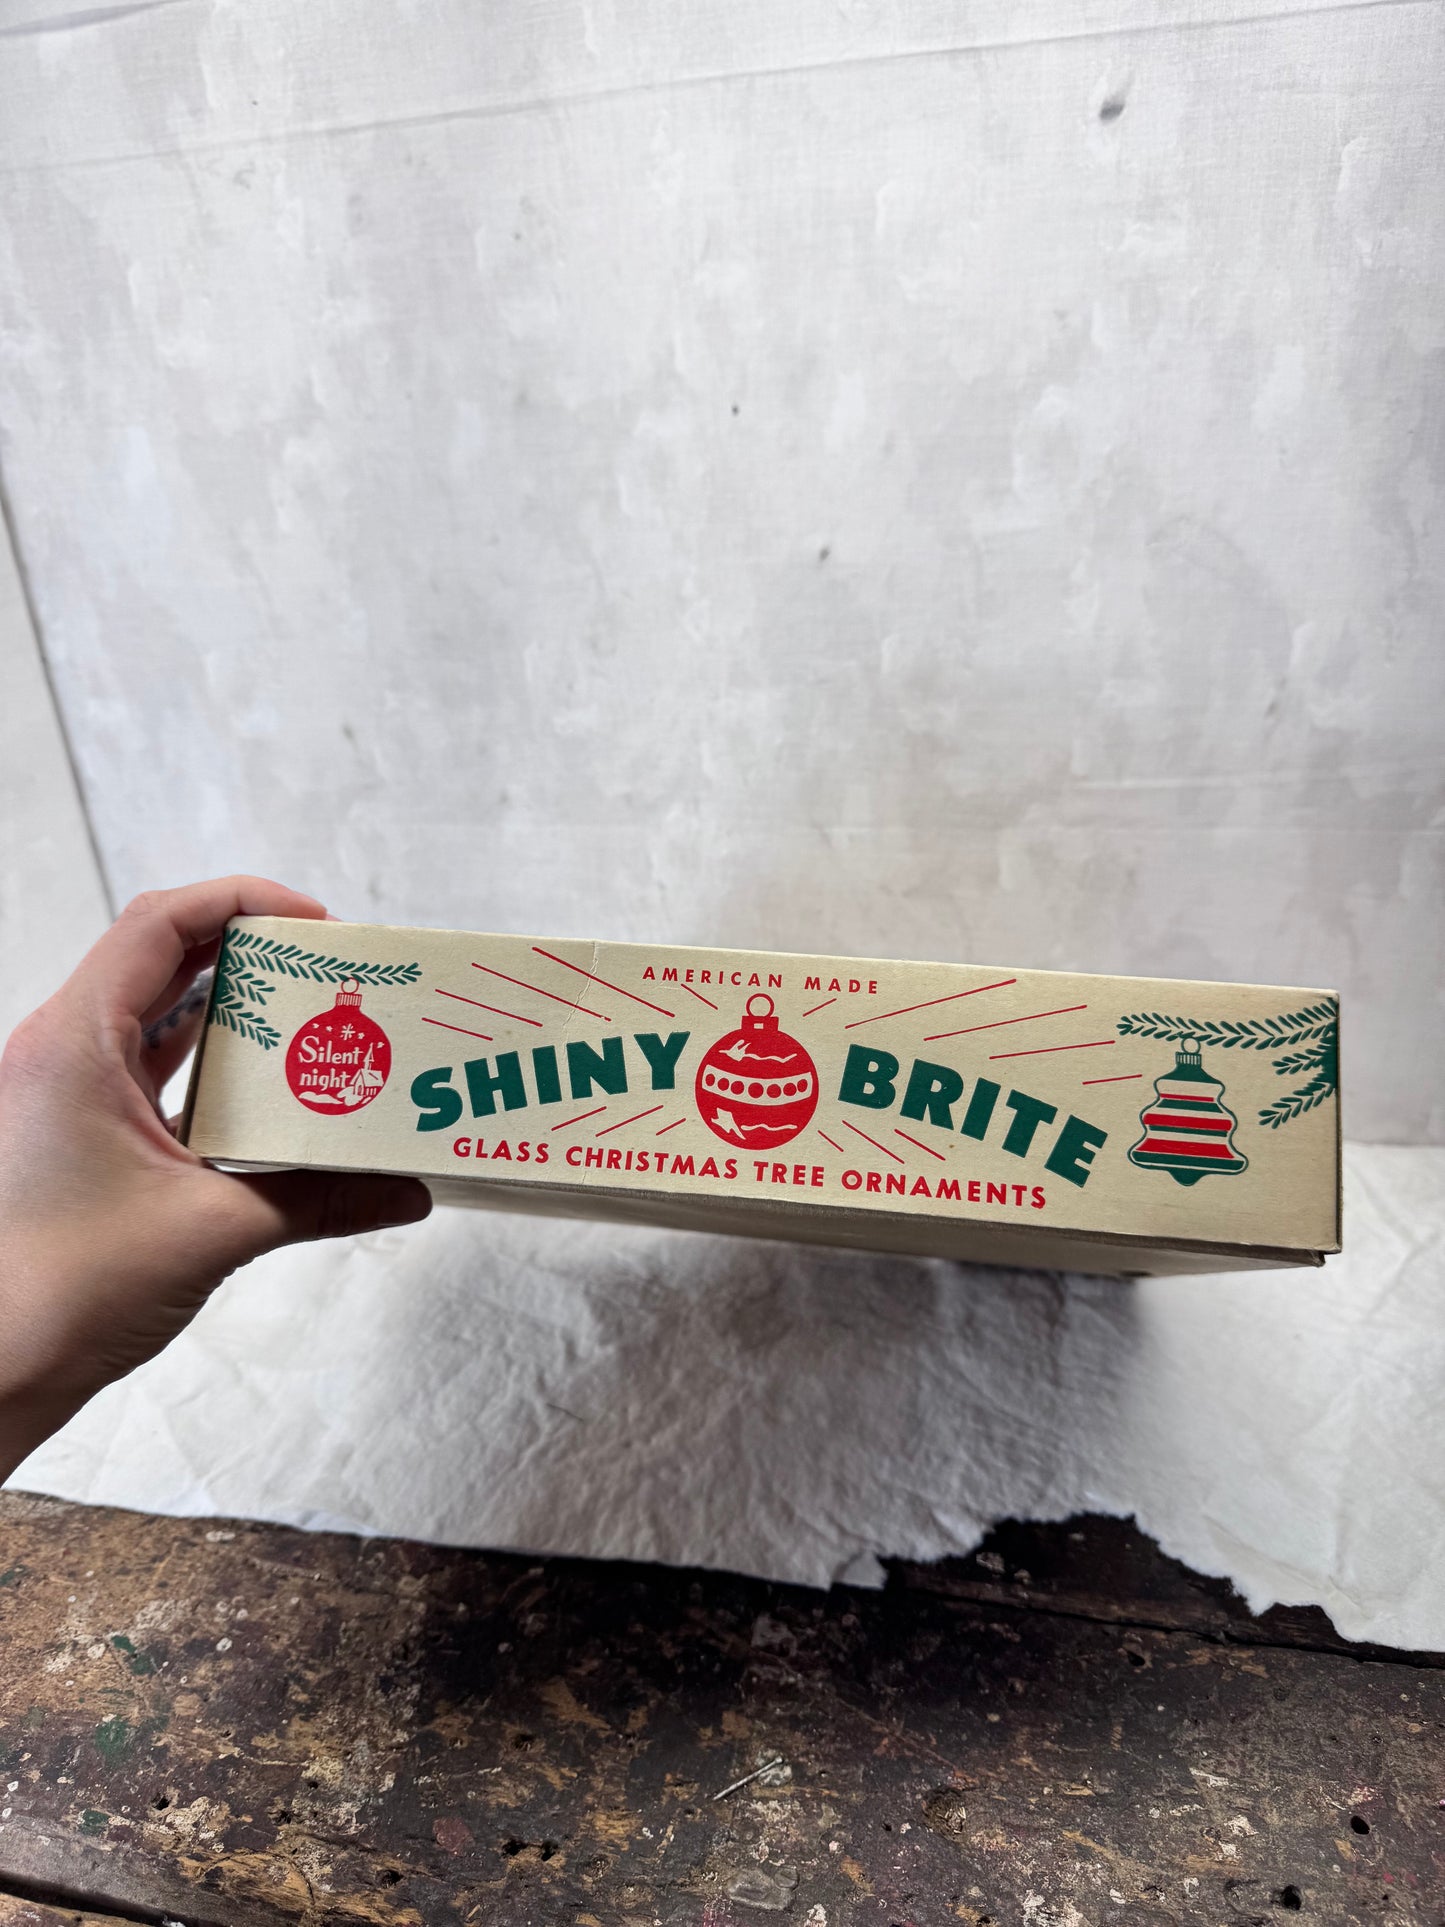 AMERICAN MADE
Silent
night
SHINY BRITE
GLASS CHRISTMAS TREE ORNAMENTS